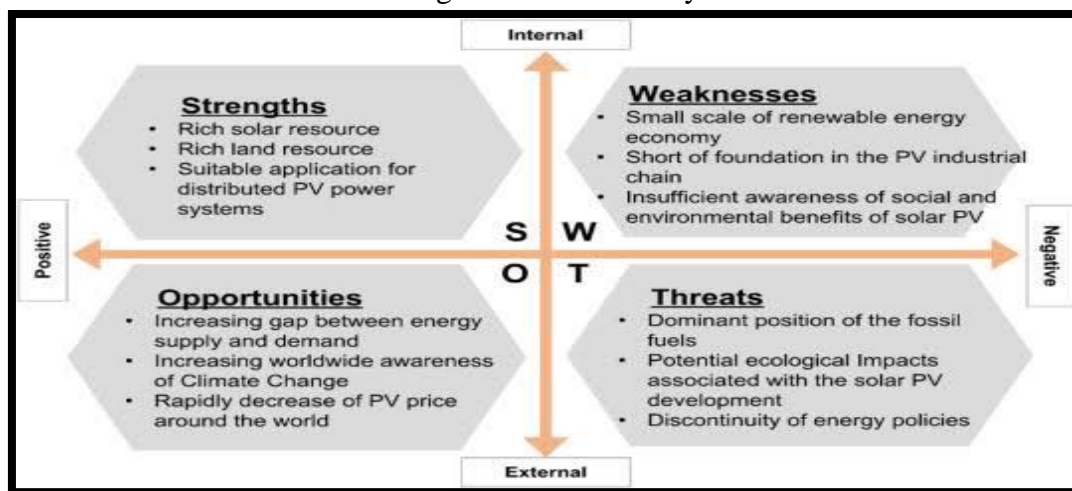 Internal
Strengths
• Rich solar resource
• Rich land resource
• Suitable application for
distributed PV power
systems
Weaknesses
• Small scale of renewable energy
economy
• Short of foundation in the PV industrial
chain
• Insufficient awareness of social and
environmental benefits of solar PV
Positive
S W
O T
Negative
Opportunities
• Increasing gap between energy
supply and demand
• Increasing worldwide awareness
of Climate Change
• Rapidly decrease of PV price
around the world
Threats
• Dominant position of the fossil
fuels
• Potential ecological Impacts
associated with the solar PV
development
• Discontinuity of energy policies
External